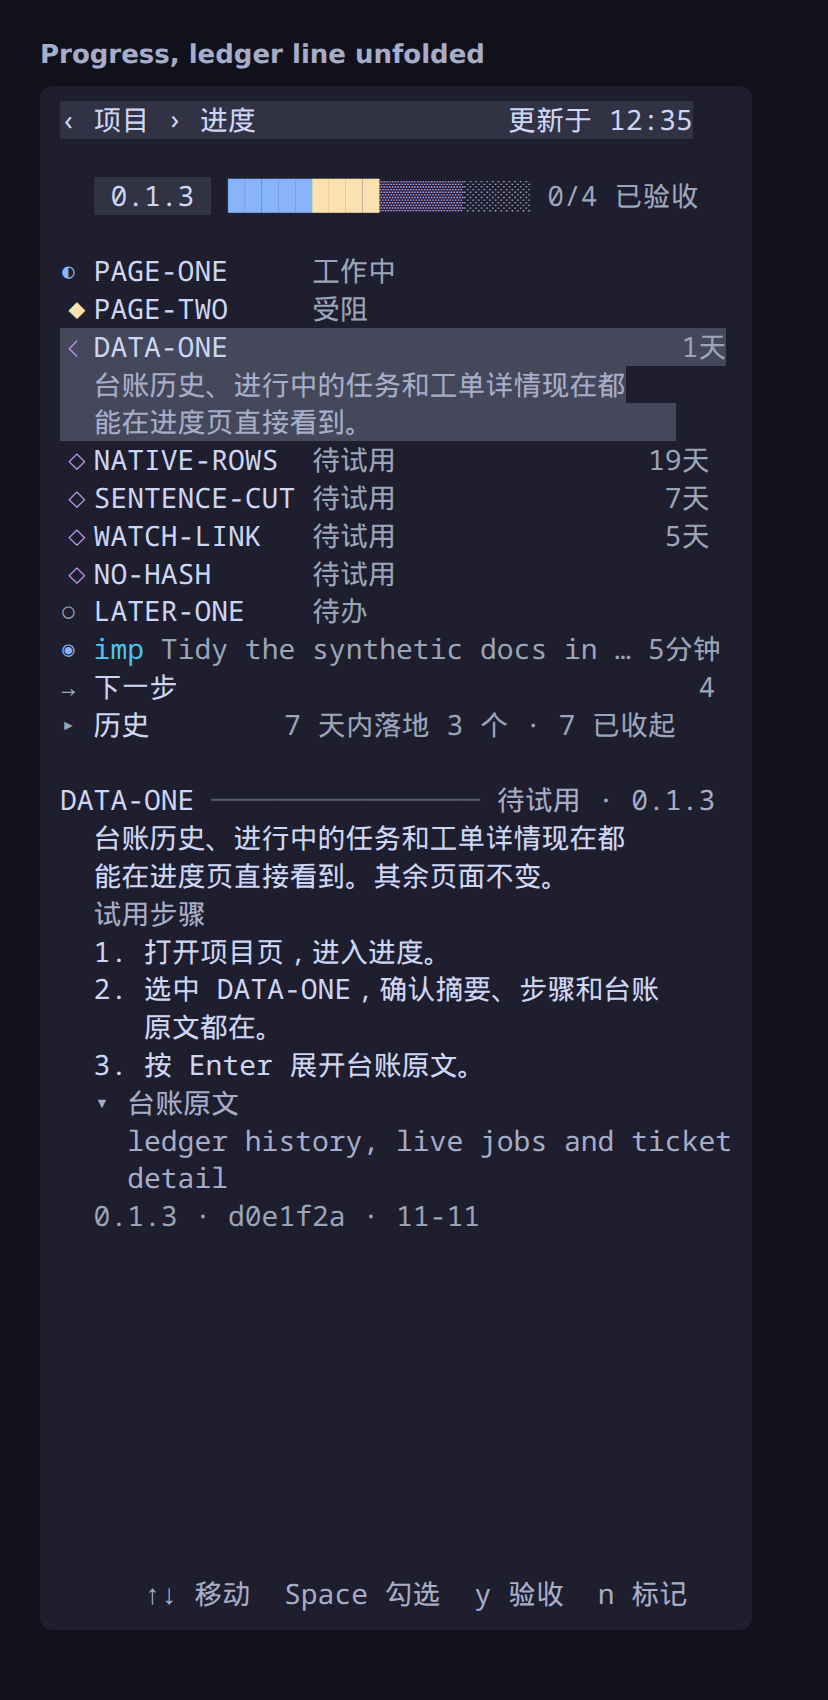 Progress, ledger line unfolded
‹ 项目 › 进度 更新于 12:35
0.1.3 0/4 已验收
◐ PAGE-ONE 工作中
◆ PAGE-TWO 受阻
DATA-ONE 1天
台账历史、进行中的任务和工单详情现在都
能在进度页直接看到。
◇ NATIVE-ROWS 待试用 19天
◇ SENTENCE-CUT 待试用 7天
◇ WATCH-LINK 待试用 5天
◇ NO-HASH 待试用
○ LATER-ONE 待办
◉ imp Tidy the synthetic docs in … 5分钟
→ 下一步 4
▸ 历史 7 天内落地 3 个 · 7 已收起
DATA-ONE ──────────────── 待试用 · 0.1.3
台账历史、进行中的任务和工单详情现在都
能在进度页直接看到。其余页面不变。
试用步骤
1. 打开项目页,进入进度。
2. 选中 DATA-ONE,确认摘要、步骤和台账
原文都在。
3. 按 Enter 展开台账原文。
▾ 台账原文
ledger history, live jobs and ticket
detail
0.1.3 · d0e1f2a · 11-11
↑↓ 移动 Space 勾选 y 验收 n 标记